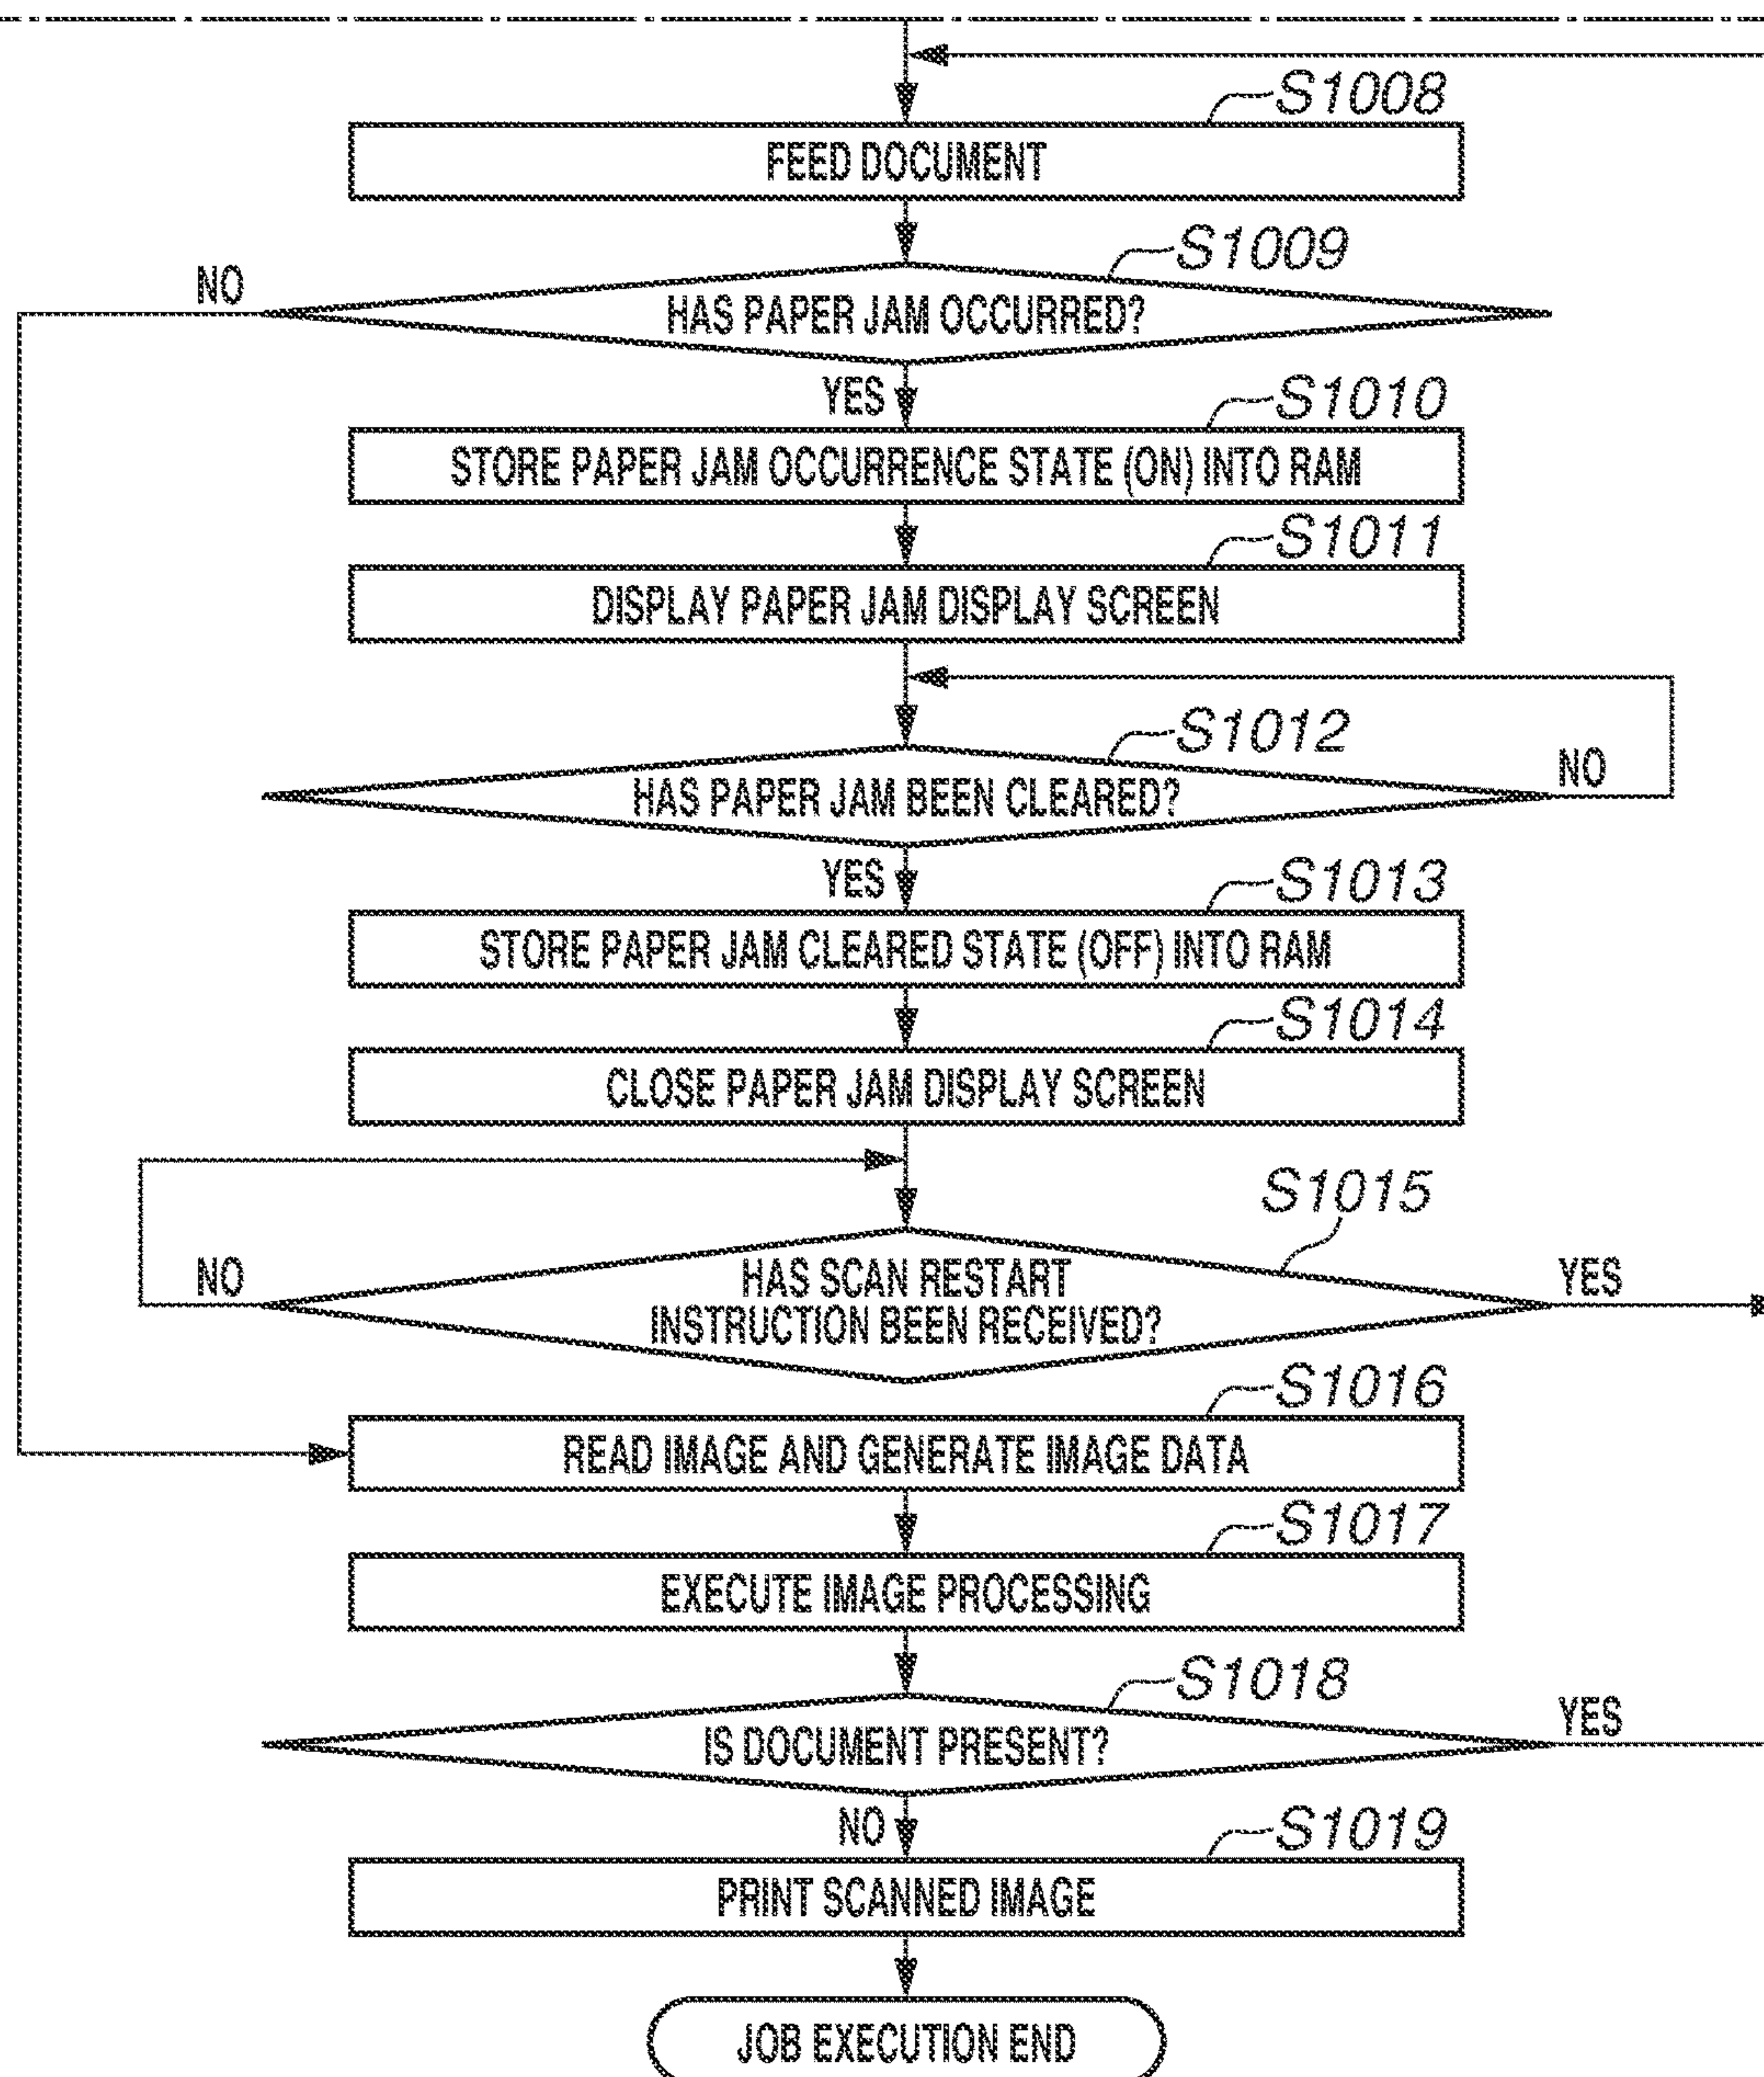 S1008
FEED DOCUMENT
S1009
NO
HAS PAPER JAM OCCURRED?
YES
S1010
STORE PAPER JAM OCCURRENCE STATE (ON) INTO RAM
S1011
DISPLAY PAPER JAM DISPLAY SCREEN
S1012
NO
HAS PAPER JAM BEEN CLEARED?
YES
S1013
STORE PAPER JAM CLEARED STATE (OFF) INTO RAM
S1014
CLOSE PAPER JAM DISPLAY SCREEN
S1015
NO
HAS SCAN RESTART
YES
INSTRUCTION BEEN RECEIVED?
S1016
READ IMAGE AND GENERATE IMAGE DATA
S1017
EXECUTE IMAGE PROCESSING
S1018
YES
IS DOCUMENT PRESENT?
NO
S1019
PRINT SCANNED IMAGE
JOB EXECUTION END